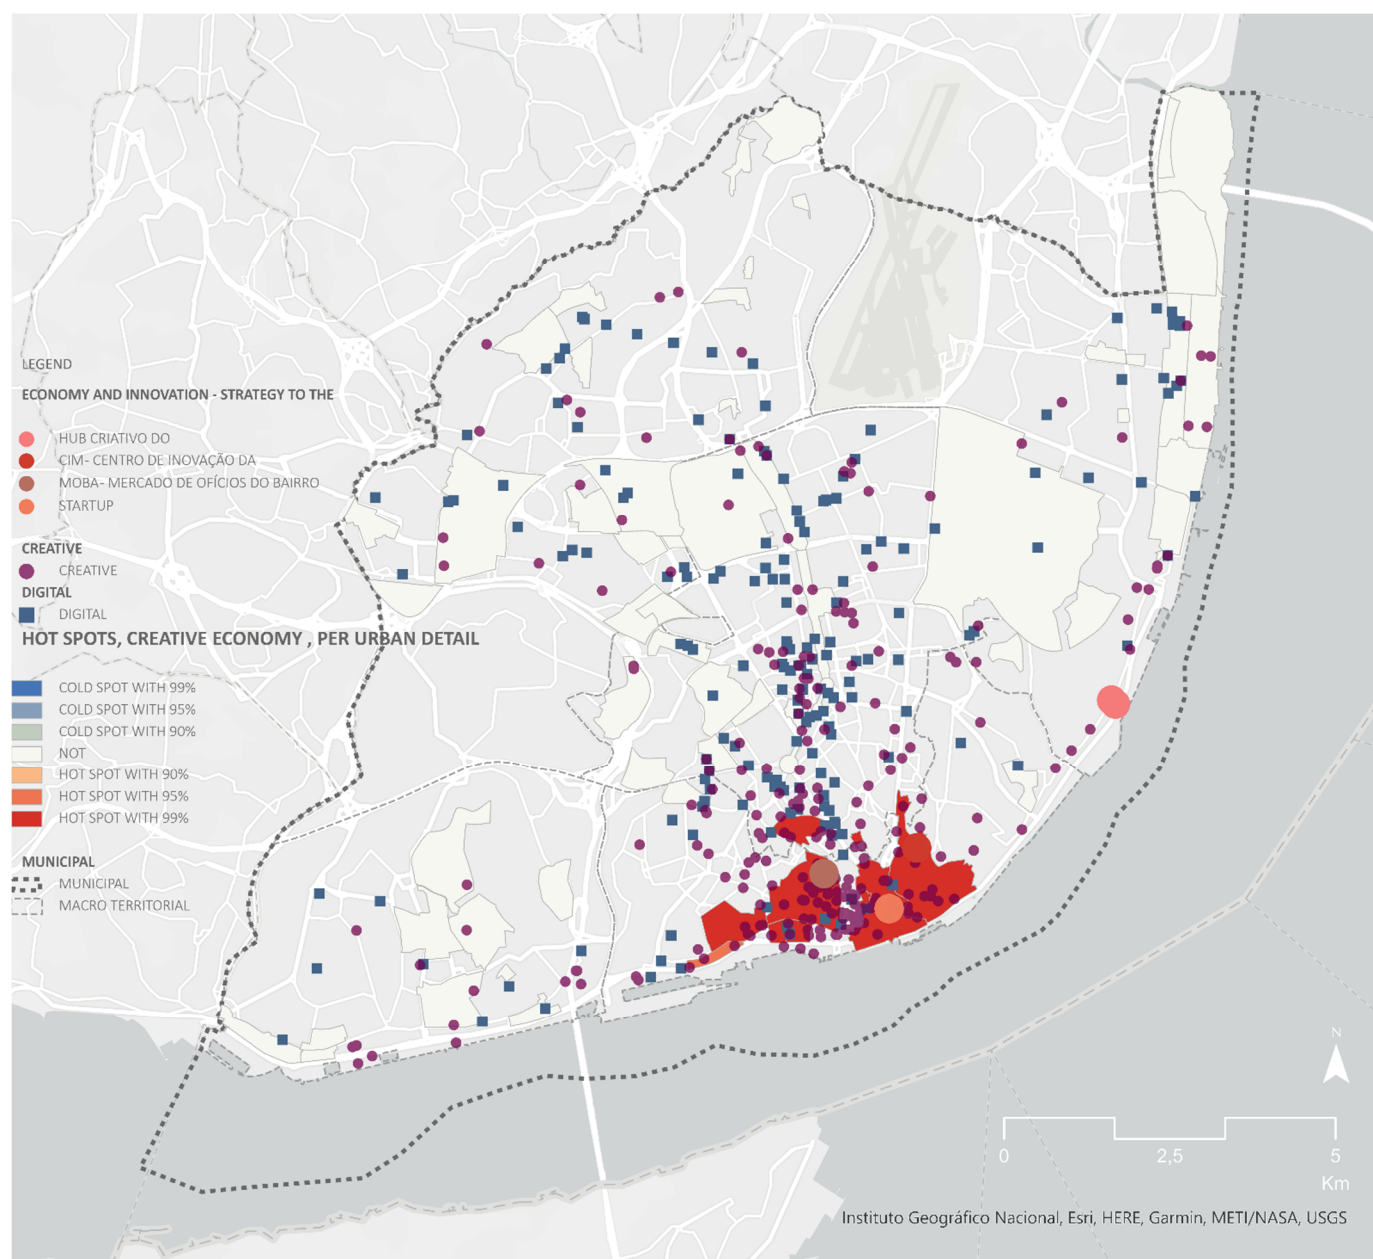 LEGEND
ECONOMY AND INNOVATION - STRATEGY TO THE
HUB CRIATIVO DO
CIM- CENTRO DE INOVAÇÃO DA
MOBA- MERCADO DE OFÍCIOS DO BAIRRO
STARTUP
CREATIVE
CREATIVE
DIGITAL
DIGITAL
HOT SPOTS, CREATIVE ECONOMY , PER URBAN DETAIL
COLD SPOT WITH 99%
COLD SPOT WITH 95%
COLD SPOT WITH 90%
NOT
HOT SPOT WITH 90%
HOT SPOT WITH 95%
HOT SPOT WITH 99%
MUNICIPAL
MUNICIPAL
MACRO TERRITORIAL
N
0 2,5 5
Km
Instituto Geográfico Nacional, Esri, HERE, Garmin, METI/NASA, USGS